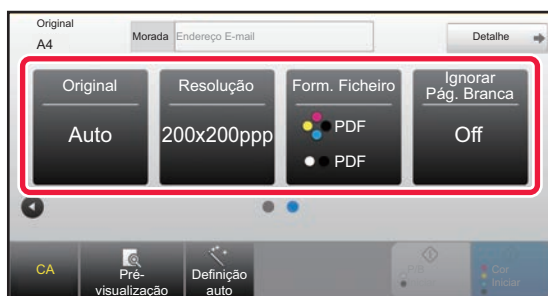 Original
A4
Morada
Endereço E-mail
Detalhe
Original
Auto
Resolução
200x200ppp
Form. Ficheiro
PDF
PDF
Ignorar
Pág. Branca
Off
CA
Pré-
visualização
Definição
auto
P/B
Iniciar
Cor
Iniciar